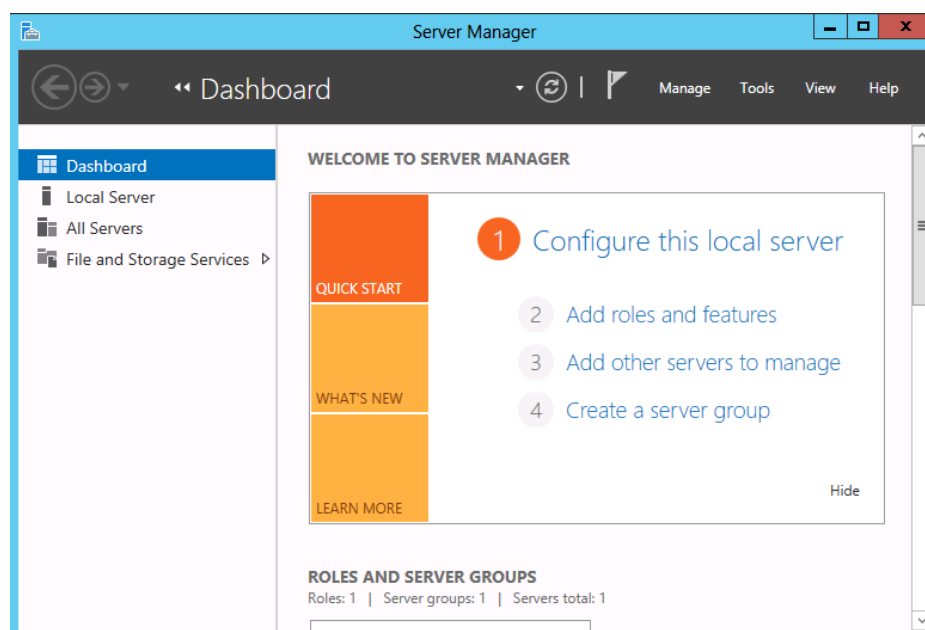 Server Manager
Dashboard
Manage Tools View Help
Dashboard
Local Server
All Servers
File and Storage Services
WELCOME TO SERVER MANAGER
QUICK START
WHAT'S NEW
LEARN MORE
1 Configure this local server
2 Add roles and features
3 Add other servers to manage
4 Create a server group
Hide
ROLES AND SERVER GROUPS
Roles: 1 | Server groups: 1 | Servers total: 1